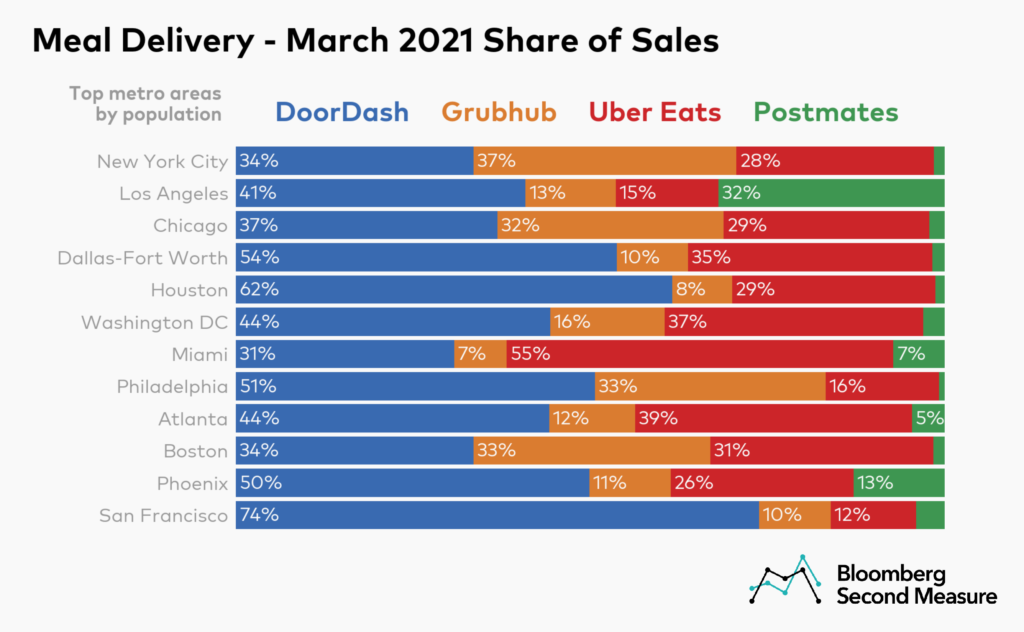 Meal Delivery - March 2021 Share of Sales
Top metro areas
by population
DoorDash Grubhub Uber Eats Postmates
New York City 34% 37% 28%
Los Angeles 41% 13% 15% 32%
Chicago 37% 32% 29%
Dallas-Fort Worth 54% 10% 35%
Houston 62% 8% 29%
Washington DC 44% 16% 37%
Miami 31% 7% 55% 7%
Philadelphia 51% 33% 16%
Atlanta 44% 12% 39% 5%
Boston 34% 33% 31%
Phoenix 50% 11% 26% 13%
San Francisco 74% 10% 12%
Bloomberg
Second Measure